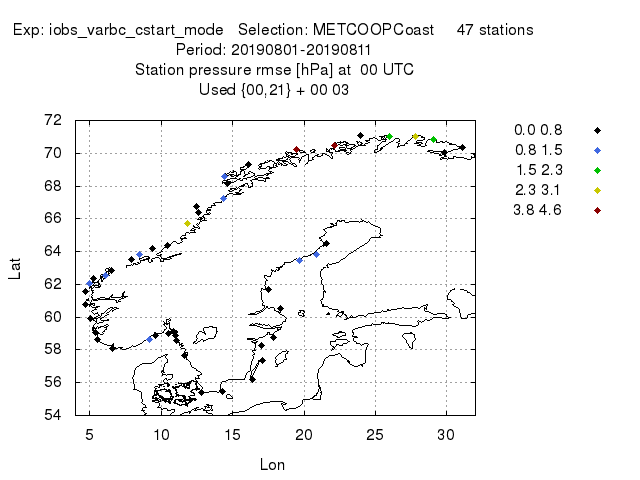 Exp: iobs_varbc_cstart_mode Selection: METCOOPCoast 47 stations
Period: 20190801-20190811
Station pressure rmse [hPa] at 00 UTC
Used {00,21} + 00 03
0.0 0.8
0.8 1.5
1.5 2.3
2.3 3.1
3.8 4.6
72
70
68
66
64
62
60
58
56
54
Lat
5 10 15 20 25 30
Lon